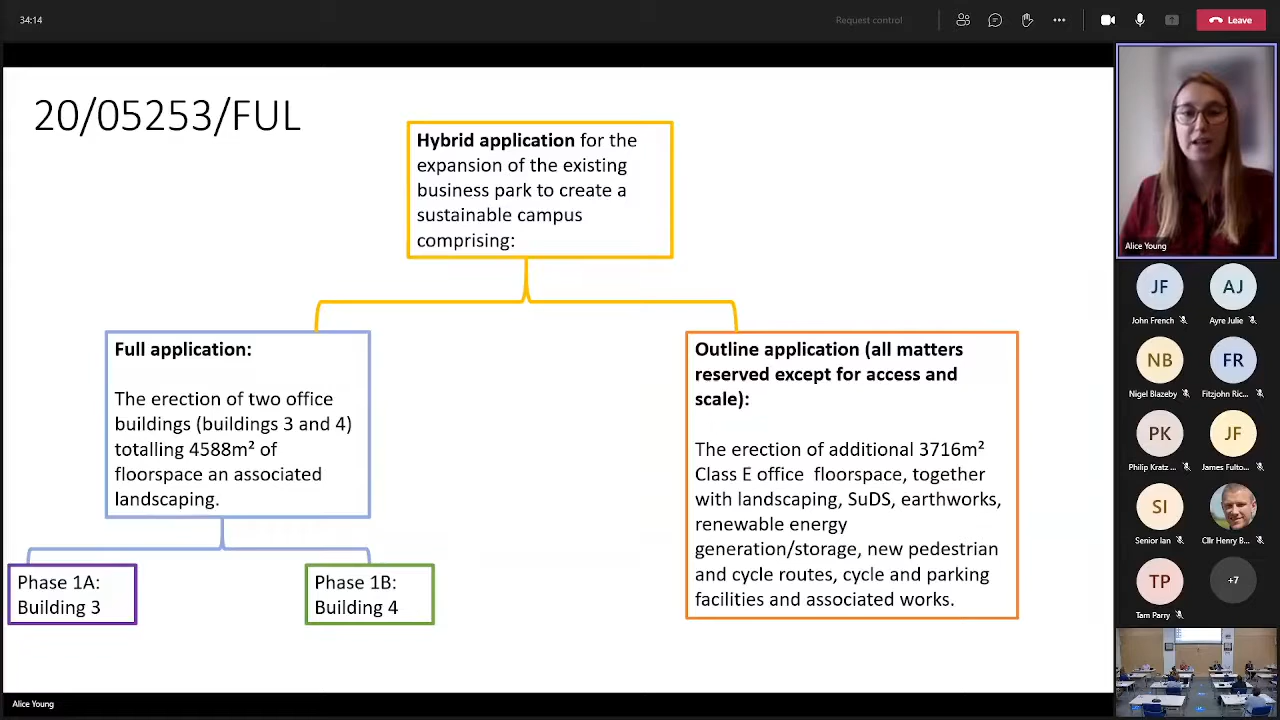 34:14
Request control
Leave
20/05253/FUL
Hybrid application for the
expansion of the existing
business park to create a
sustainable campus
comprising:
Full application:
The erection of two office
buildings (buildings 3 and 4)
totalling 4588m² of
floorspace an associated
landscaping.
Phase 1A:
Building 3
Phase 1B:
Building 4
Outline application (all matters
reserved except for access and
scale):
The erection of additional 3716m²
Class E office floorspace, together
with landscaping, SuDS, earthworks,
renewable energy
generation/storage, new pedestrian
and cycle routes, cycle and parking
facilities and associated works.
Alice Young
JF
AJ
John French
Ayre Julie
NB
FR
Nigel Blazeby
Fitzjohn Ric...
PK
JF
Philip Kratz ...
James Fulto...
SI
Senior Ian
Cllr Henry B...
TP
+7
Tam Parry
Alice Young